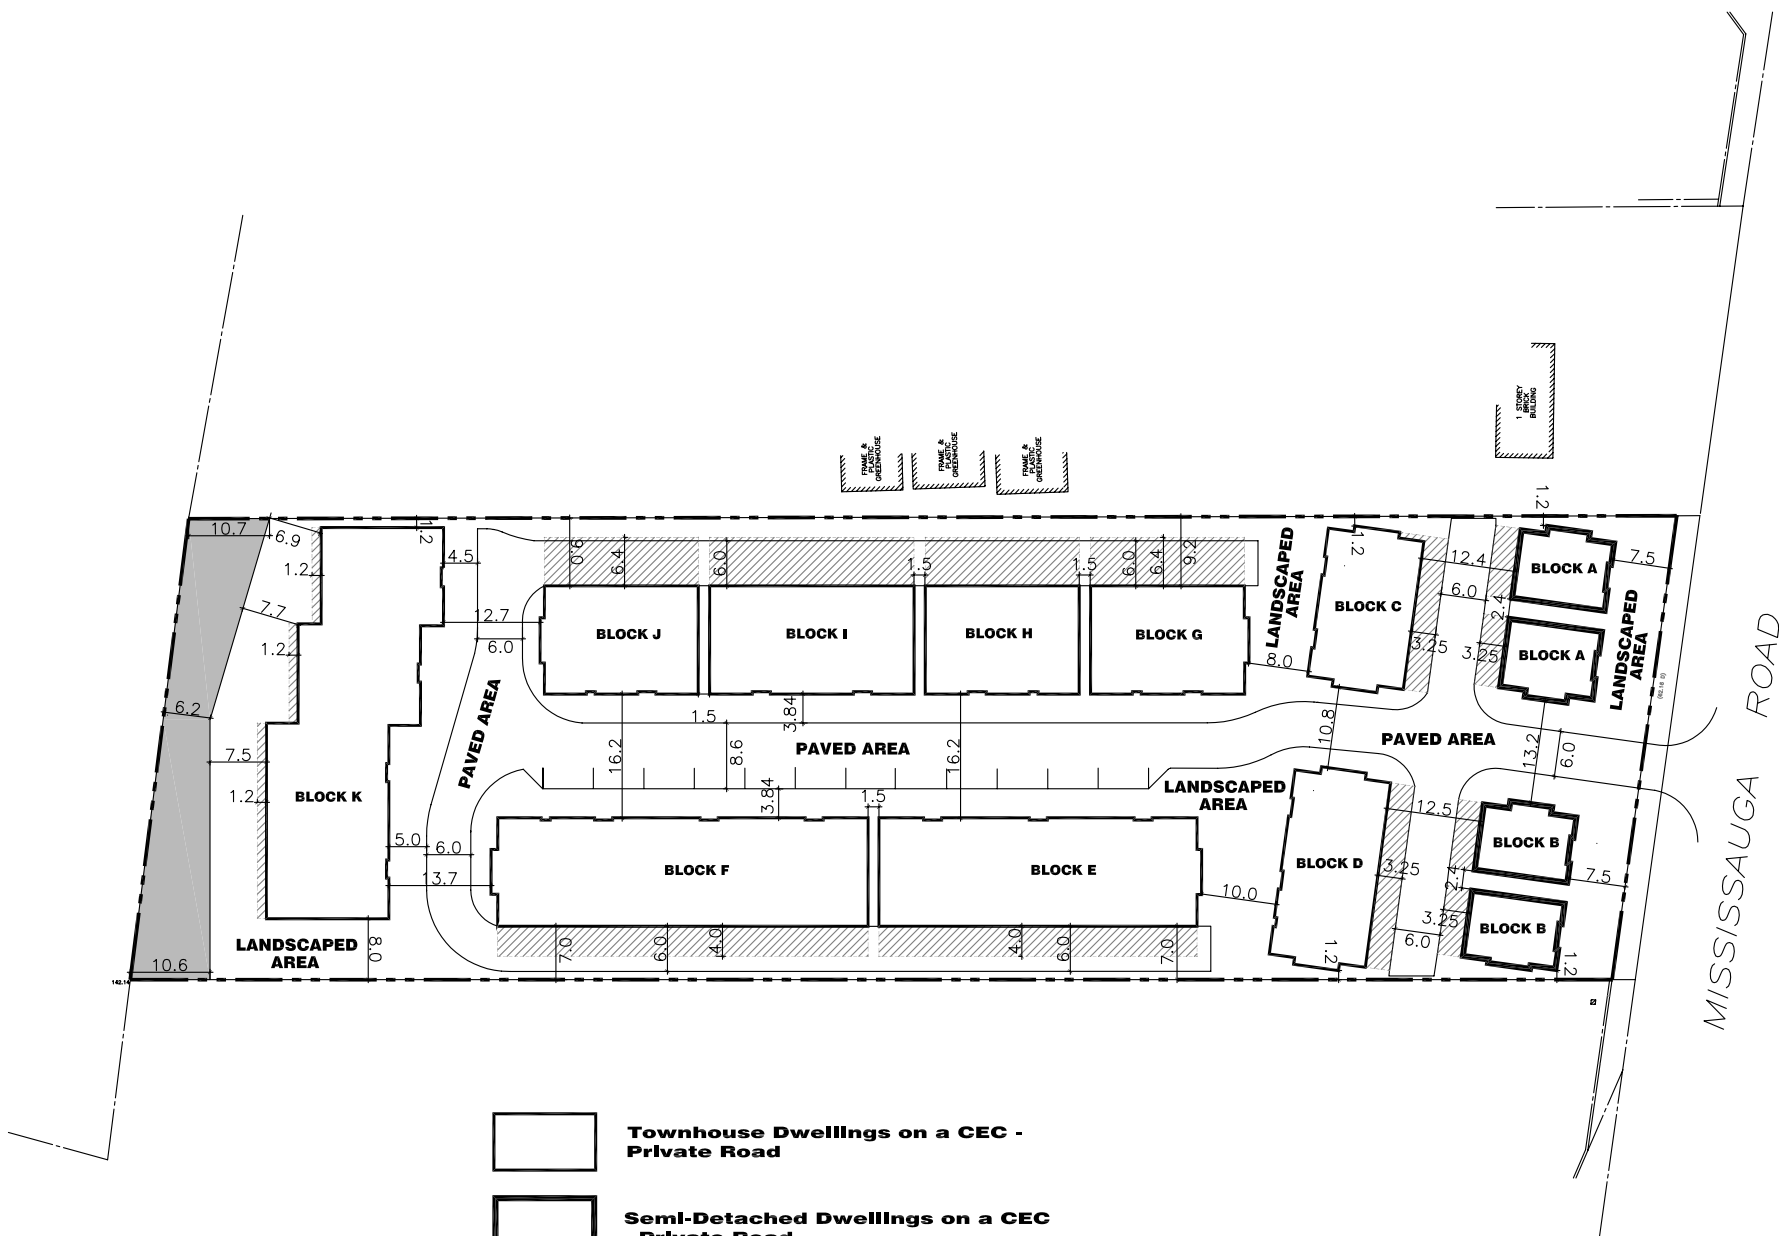 1 STOREY
BRICK
BUILDING
FRAME &
PLASTIC
GREENHOUSE
FRAME &
PLASTIC
GREENHOUSE
FRAME &
PLASTIC
GREENHOUSE
10.7
6.9
1.2
4.5
9.0
6.4
6.0
1.5
1.5
6.0
6.4
9.2
LANDSCAPED
AREA
1.2
12.4
1.2
BLOCK A
7.5
1.2
7.7
1.2
12.7
6.0
BLOCK J
BLOCK I
BLOCK H
BLOCK G
8.0
BLOCK C
6.0
2.4
3.25
3.25
BLOCK A
LANDSCAPED
AREA
(62.18 D)
6.2
7.5
1.2
BLOCK K
PAVED AREA
1.5
3.84
16.2
8.6
PAVED AREA
16.2
3.84
1.5
LANDSCAPED
AREA
10.8
PAVED AREA
13.2
6.0
5.0
6.0
13.7
BLOCK F
BLOCK E
10.0
BLOCK D
12.5
3.25
BLOCK B
2.4
7.5
3.25
6.0
BLOCK B
1.2
1.2
LANDSCAPED
AREA
8.0
7.0
6.0
4.0
4.0
6.0
7.0
10.6
142.14
MISSISSAUGA ROAD
Townhouse Dwellings on a CEC -
Private Road
Semi-Detached Dwellings on a CEC
- Private Road